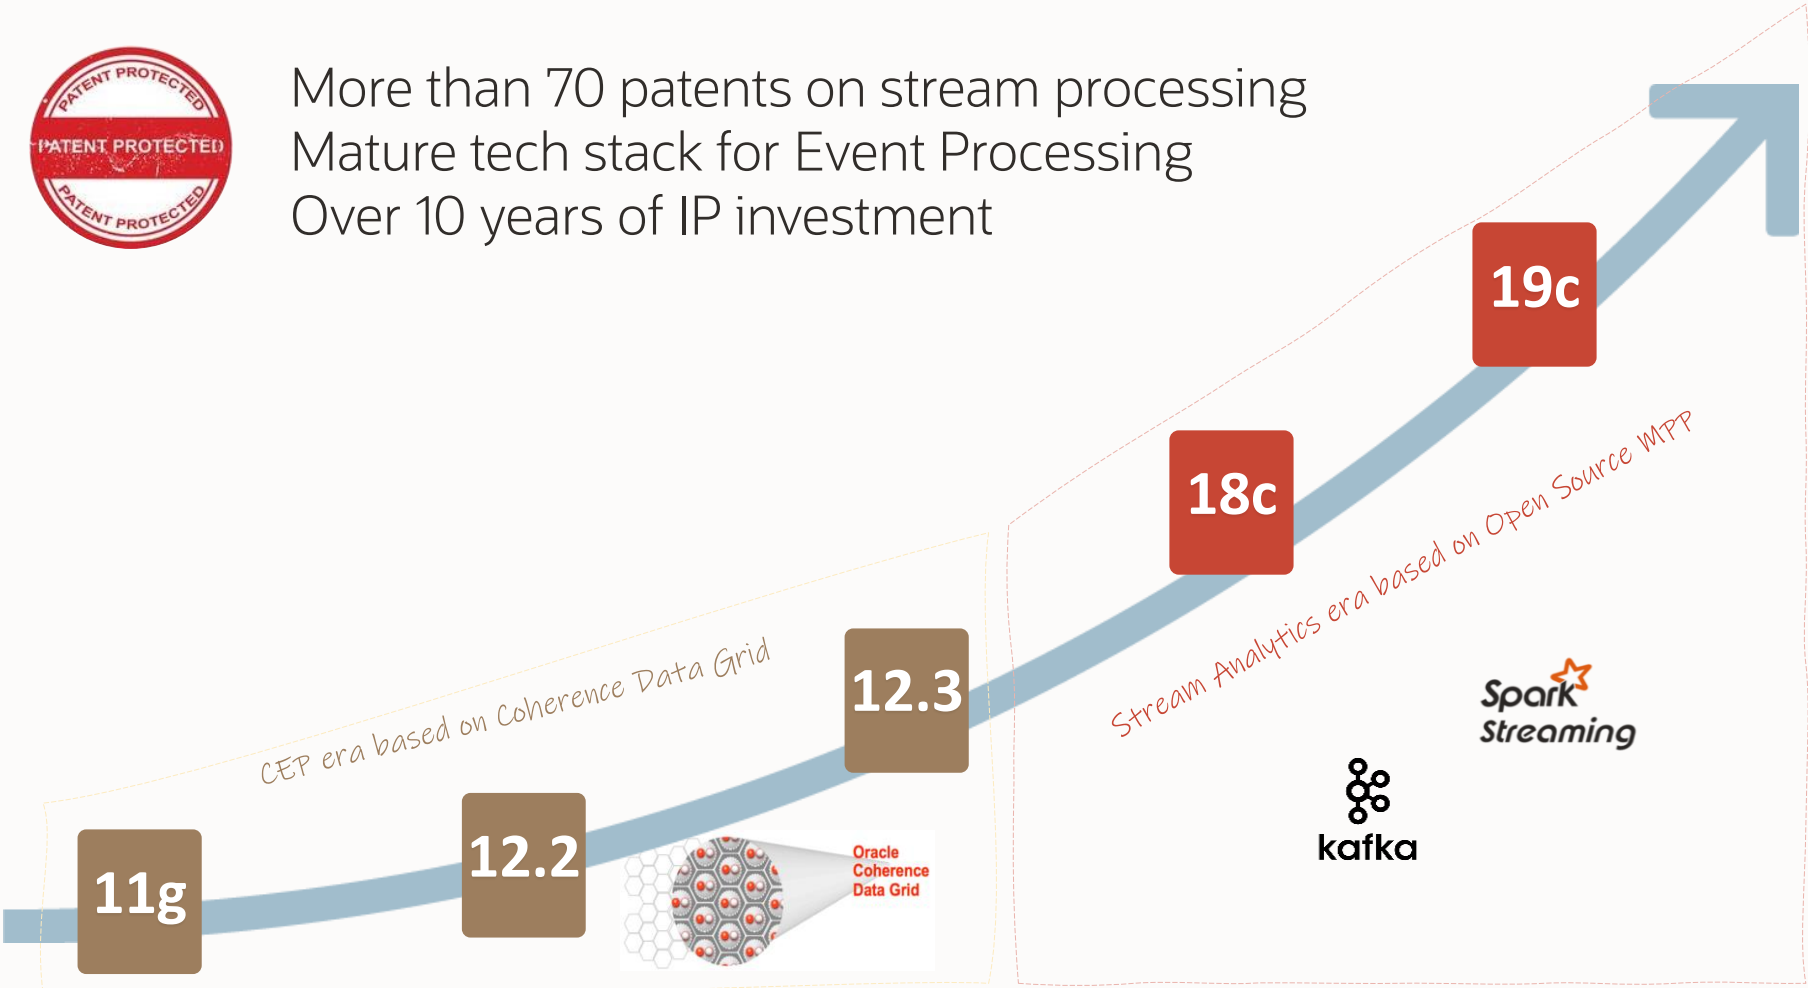 PATENT PROTECTED
PATENT PROTECTED
PATENT PROTECTED
More than 70 patents on stream processing
Mature tech stack for Event Processing
Over 10 years of IP investment
19c
18c
Stream Analytics era based on Open Source MPP
12.3
CEP era based on Coherence Data Grid
12.2
11g
Oracle
Coherence
Data Grid
Spark
Streaming
kafka